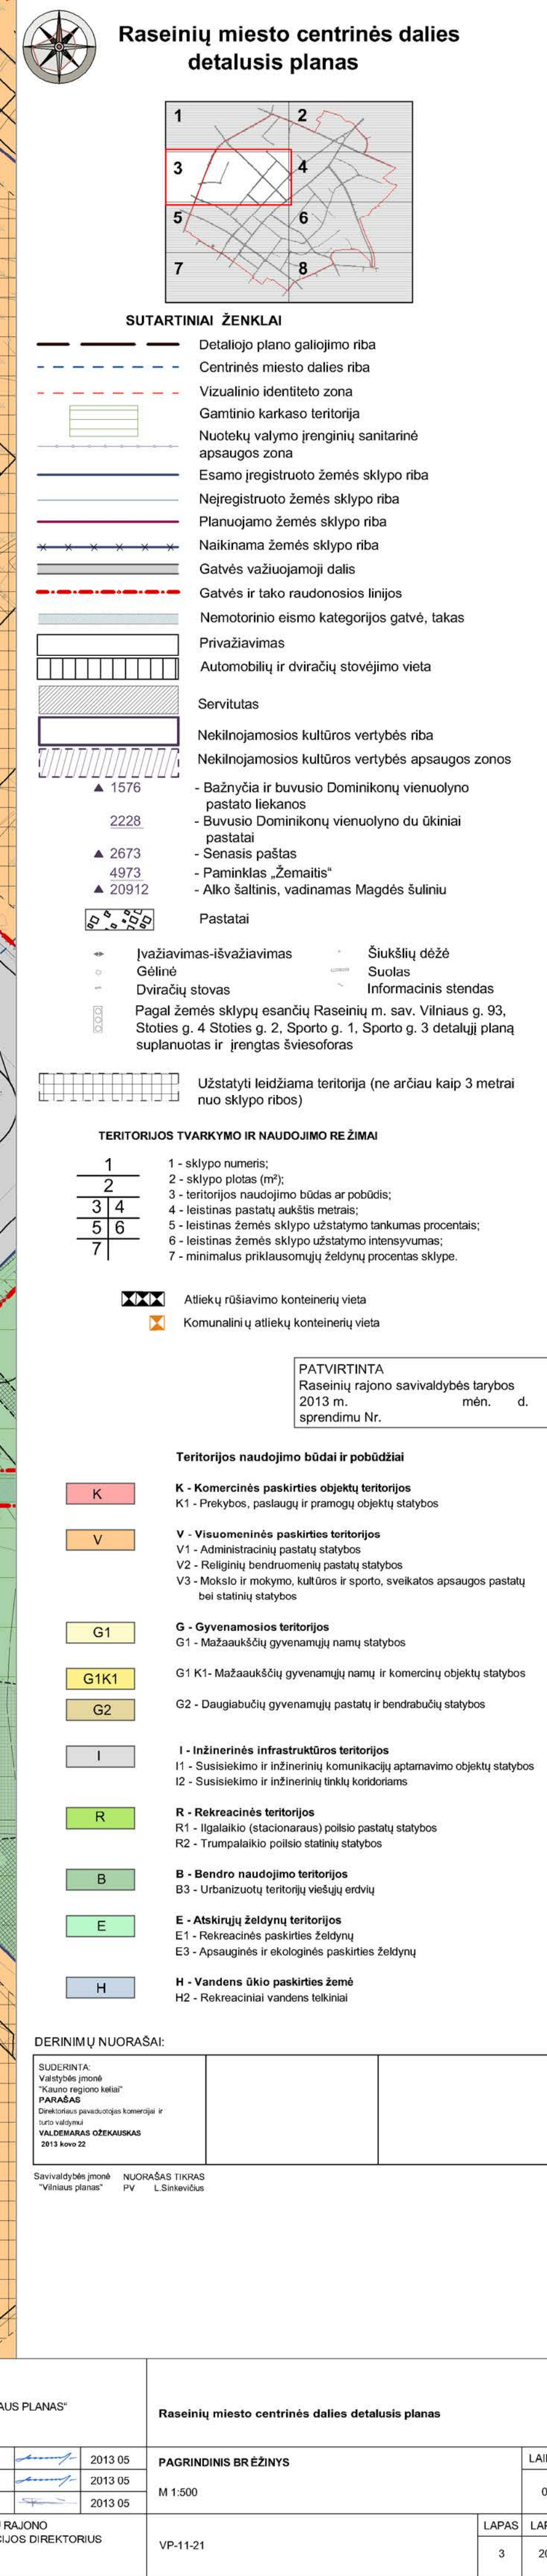 Raseinių miesto centrinės dalies
detalusis planas
1
2
3
4
5
6
7
8
SUTARTINIAI ŽENKLAI
Detaliojo plano galiojimo riba
Centrinės miesto dalies riba
Vizualinio identiteto zona
Gamtinio karkaso teritorija
Nuotekų valymo įrenginių sanitarinė
apsaugos zona
Esamo įregistruoto žemės sklypo riba
Neįregistruoto žemės sklypo riba
Planuojamo žemės sklypo riba
Naikinama žemės sklypo riba
Gatvės važiuojamoji dalis
Gatvės ir tako raudonosios linijos
Nemotorinio eismo kategorijos gatvė, takas
Privažiavimas
Automobilių ir dviračių stovėjimo vieta
Servitutas
Nekilnojamosios kultūros vertybės riba
Nekilnojamosios kultūros vertybės apsaugos zonos
▲ 1576 - Bažnyčia ir buvusio Dominikonų vienuolyno
pastato liekanos
2228 - Buvusio Dominikonų vienuolyno du ūkiniai
pastatai
▲ 2673 - Senasis paštas
4973 - Paminklas „Žemaitis“
▲ 20912 - Alko šaltinis, vadinamas Magdės šuliniu
Pastatai
Įvažiavimas-išvažiavimas
Šiukšlių dėžė
Gėlinė
Suolas
Dviračių stovas
Informacinis stendas
Pagal žemės sklypų esančių Raseinių m. sav. Vilniaus g. 93,
Stoties g. 4 Stoties g. 2, Sporto g. 1, Sporto g. 3 detalųjį planą
suplanuotas ir įrengtas šviesoforas
Užstatyti leidžiama teritorija (ne arčiau kaip 3 metrai
nuo sklypo ribos)
TERITORIJOS TVARKYMO IR NAUDOJIMO REŽIMAI
1
2
3 4
5 6
7
1 - sklypo numeris;
2 - sklypo plotas (m²);
3 - teritorijos naudojimo būdas ar pobūdis;
4 - leistinas pastatų aukštis metrais;
5 - leistinas žemės sklypo užstatymo tankumas procentais;
6 - leistinas žemės sklypo užstatymo intensyvumas;
7 - minimalus priklausomųjų želdynų procentas sklype.
Atliekų rūšiavimo konteinerių vieta
Komunalinių atliekų konteinerių vieta
PATVIRTINTA
Raseinių rajono savivaldybės tarybos
2013 m. mėn. d.
sprendimu Nr.
Teritorijos naudojimo būdai ir pobūdžiai
K
K - Komercinės paskirties objektų teritorijos
K1 - Prekybos, paslaugų ir pramogų objektų statybos
V
V - Visuomeninės paskirties teritorijos
V1 - Administracinių pastatų statybos
V2 - Religinių bendruomenių pastatų statybos
V3 - Mokslo ir mokymo, kultūros ir sporto, sveikatos apsaugos pastatų
bei statinių statybos
G1
G - Gyvenamosios teritorijos
G1 - Mažaaukščių gyvenamųjų namų statybos
G1K1
G1 K1- Mažaaukščių gyvenamųjų namų ir komercinų objektų statybos
G2
G2 - Daugiabučių gyvenamųjų pastatų ir bendrabučių statybos
I
I - Inžinerinės infrastruktūros teritorijos
I1 - Susisiekimo ir inžinerinių komunikacijų aptarnavimo objektų statybos
I2 - Susisiekimo ir inžinerinių tinklų koridoriams
R
R - Rekreacinės teritorijos
R1 - Ilgalaikio (stacionaraus) poilsio pastatų statybos
R2 - Trumpalaikio poilsio statinių statybos
B
B - Bendro naudojimo teritorijos
B3 - Urbanizuotų teritorijų viešųjų erdvių
E
E - Atskirųjų želdynų teritorijos
E1 - Rekreacinės paskirties želdynų
E3 - Apsauginės ir ekologinės paskirties želdynų
H
H - Vandens ūkio paskirties žemė
H2 - Rekreaciniai vandens telkiniai
DERINIMŲ NUORAŠAI:
SUDERINTA:
Valstybės įmonė
"Kauno regiono keliai"
PARAŠAS
Direktoriaus pavaduotojas komercijai ir
turto valdymui
VALDEMARAS OŽEKAUSKAS
2013 kovo 22
Savivaldybės įmonė NUORAŠAS TIKRAS
"Vilniaus planas" PV L.Sinkevičius
AUS PLANAS"
Raseinių miesto centrinės dalies detalusis planas
2013 05
PAGRINDINIS BRĖŽINYS
LAI
2013 05
M 1:500
0
2013 05
RAJONO
IJOS DIREKTORIUS
VP-11-21
LAPAS LAP
3 20